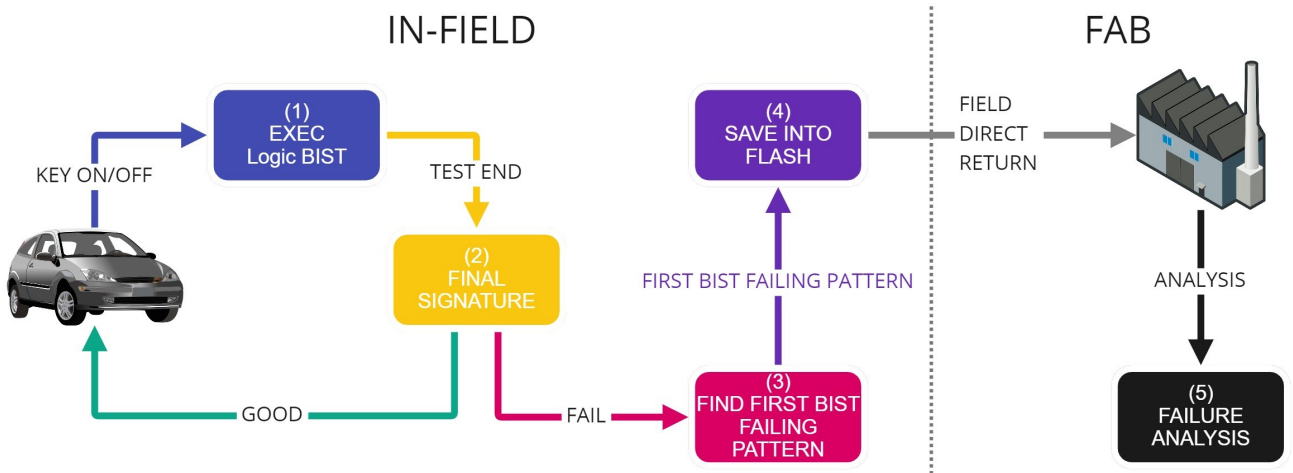 IN-FIELD
FAB
(1)
EXEC
Logic BIST
(4)
SAVE INTO
FLASH
FIELD
DIRECT
RETURN
KEY ON/OFF
TEST END
(2)
FINAL
SIGNATURE
FIRST BIST FAILING PATTERN
ANALYSIS
GOOD
FAIL
(3)
FIND FIRST BIST
FAILING
PATTERN
(5)
FAILURE
ANALYSIS